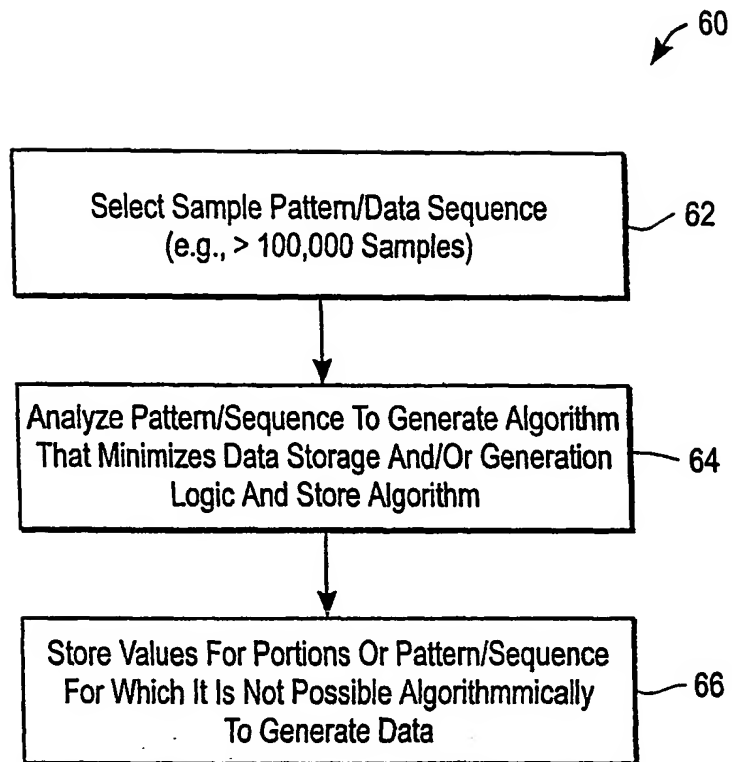 60
Select Sample Pattern/Data Sequence
(e.g., > 100,000 Samples)
62
Analyze Pattern/Sequence To Generate Algorithm
That Minimizes Data Storage And/Or Generation
Logic And Store Algorithm
64
Store Values For Portions Or Pattern/Sequence
For Which It Is Not Possible Algorithmmically
To Generate Data
66